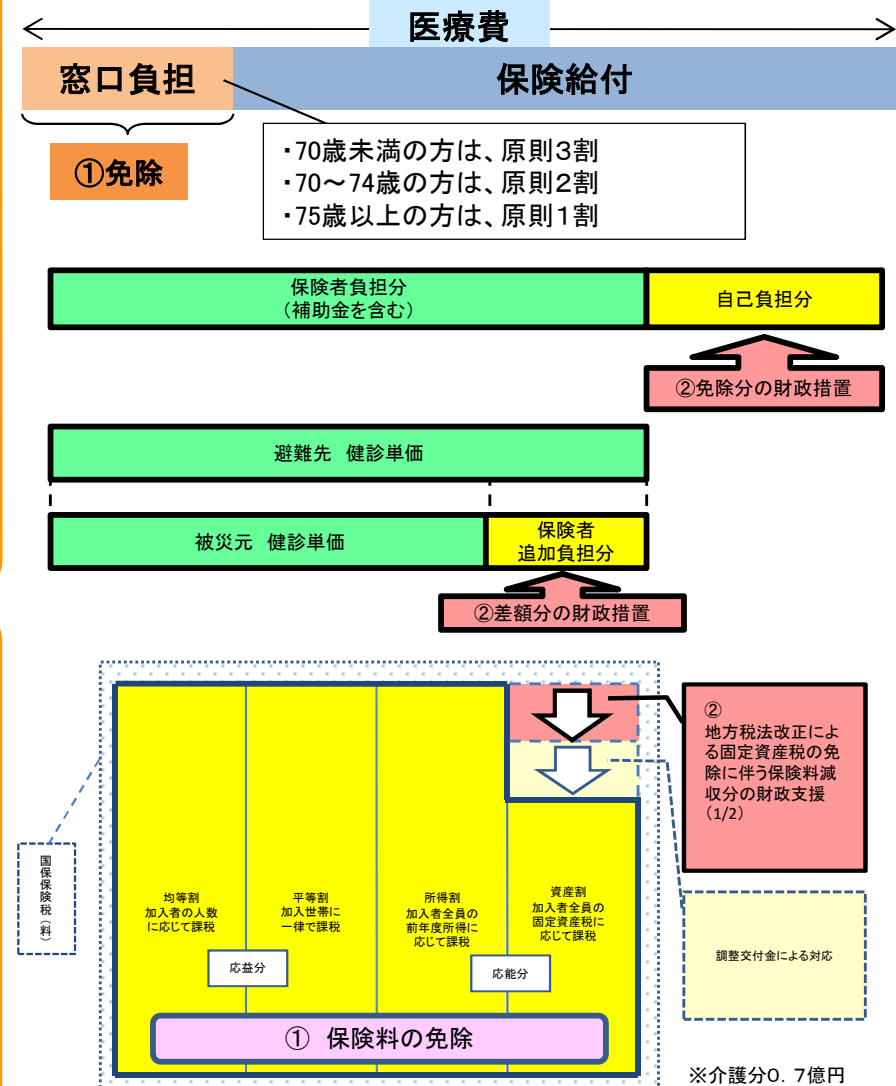 医療費
窓口負担
保険給付
①免除
・70歳未満の方は、原則3割
・70～74歳の方は、原則2割
・75歳以上の方は、原則1割
保険者負担分
（補助金を含む）
自己負担分
②免除分の財政措置
避難先 健診単価
被災元 健診単価
保険者
追加負担分
②差額分の財政措置
②
地方税法改正によ
る固定資産税の免
除に伴う保険料減
収分の財政支援
（1/2）
国保保険税（料）
均等割
加入者の人数
に応じて課税
平等割
加入世帯に
一律で課税
所得割
加入者全員の
前年度所得に
応じて課税
資産割
加入者全員の
固定資産税に
応じて課税
応益分
応能分
調整交付金による対応
① 保険料の免除
※介護分0．7億円